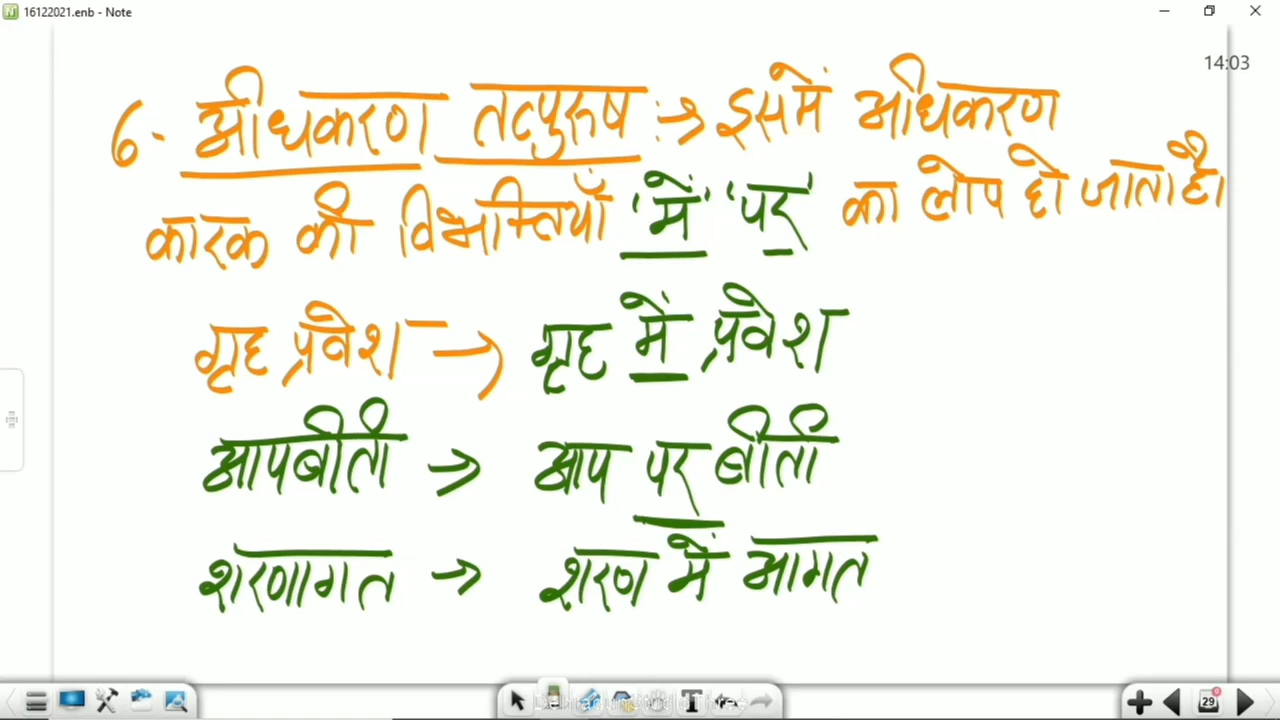 16122021.enb - Note
14:03
6- अधिकरण तत्पुरुष :→ इसमें अधिकरण
कारक की विभक्तियाँ 'में' 'पर' का लोप हो जाता है।
गृह प्रवेश → गृह में प्रवेश
आपबीती → आप पर बीती
शरणागत → शरण में आगत
29